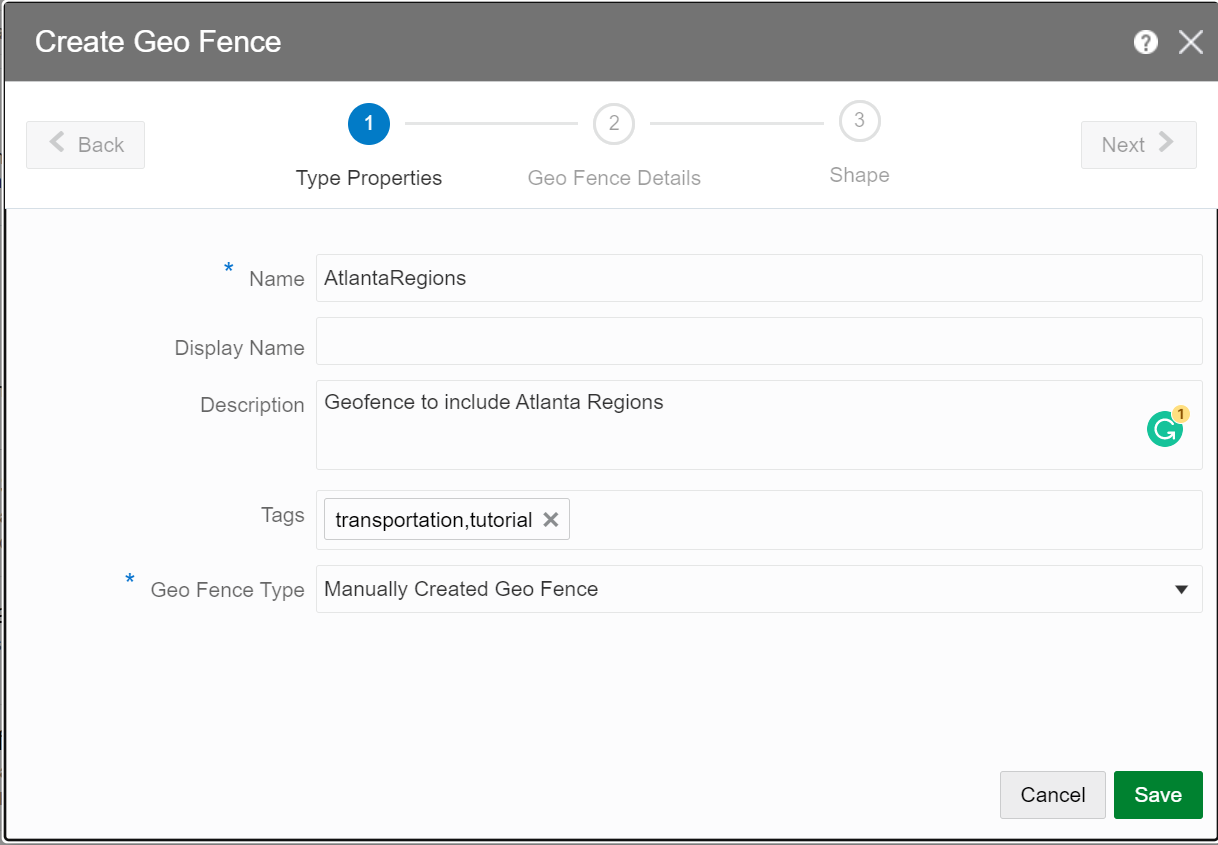 Create Geo Fence
?
Back
1
2
3
Next
Type Properties
Geo Fence Details
Shape
* Name
AtlantaRegions
Display Name
Description
Geofence to include Atlanta Regions
1
Tags
transportation,tutorial
* Geo Fence Type
Manually Created Geo Fence
Cancel
Save